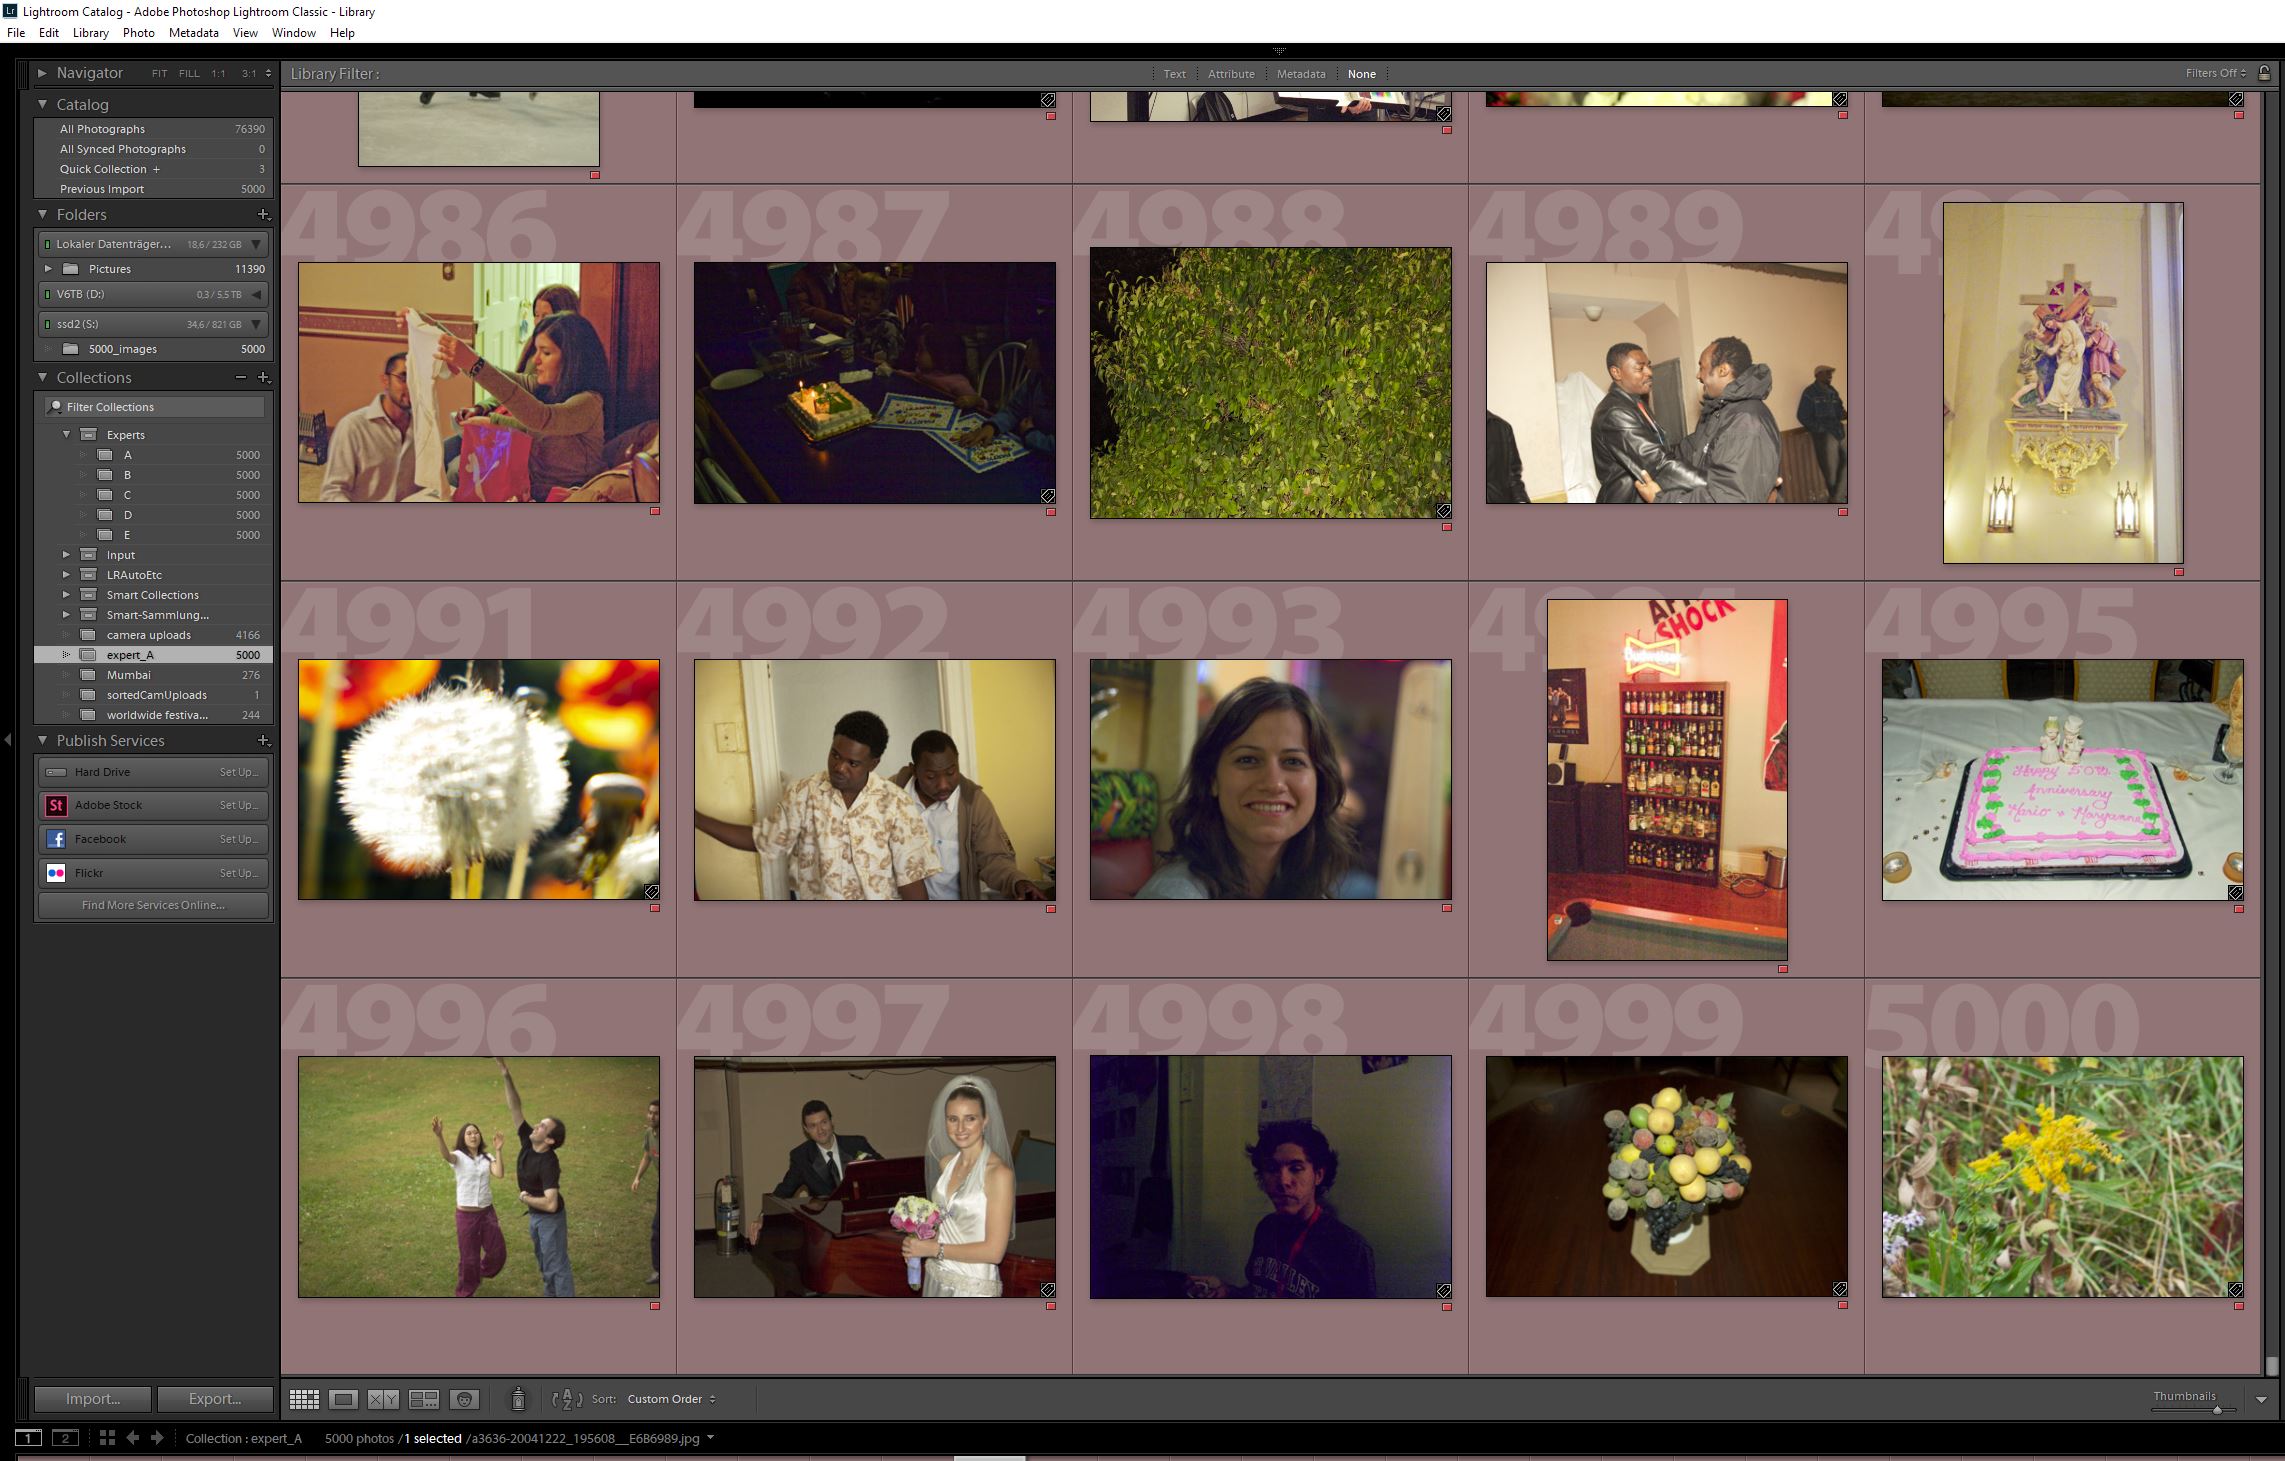 Lr Lightroom Catalog - Adobe Photoshop Lightroom Classic - Library
File Edit Library Photo Metadata View Window Help
Navigator FIT FILL 1:1 3:1
Library Filter : Text Attribute Metadata None Filters Off
Catalog
All Photographs 76390
All Synced Photographs 0
Quick Collection + 3
Previous Import 5000
Folders
Lokaler Datenträger... 18,6 / 232 GB
Pictures 11390
V6TB (D:) 0,3 / 5,5 TB
ssd2 (S:) 34,6 / 821 GB
5000_images 5000
Collections
Filter Collections
Experts
A 5000
B 5000
C 5000
D 5000
E 5000
Input
LRAutoEtc
Smart Collections
Smart-Sammlung...
camera uploads 4166
expert_A 5000
Mumbai 276
sortedCamUploads 1
worldwide festiva... 244
Publish Services
Hard Drive Set Up...
St Adobe Stock Set Up...
f Facebook Set Up...
Flickr Set Up...
Find More Services Online...
4986 4987 4988 4989
4991 4992 4993 4995
SHOCK
Happy 50th
Anniversary
Mario & Maryanne
4996 4997 4998 4999 5000
VALLEY
Import... Export...
XY Sort: Custom Order Thumbnails
1 2 Collection : expert_A 5000 photos / 1 selected / a3636-20041222_195608__E6B6989.jpg